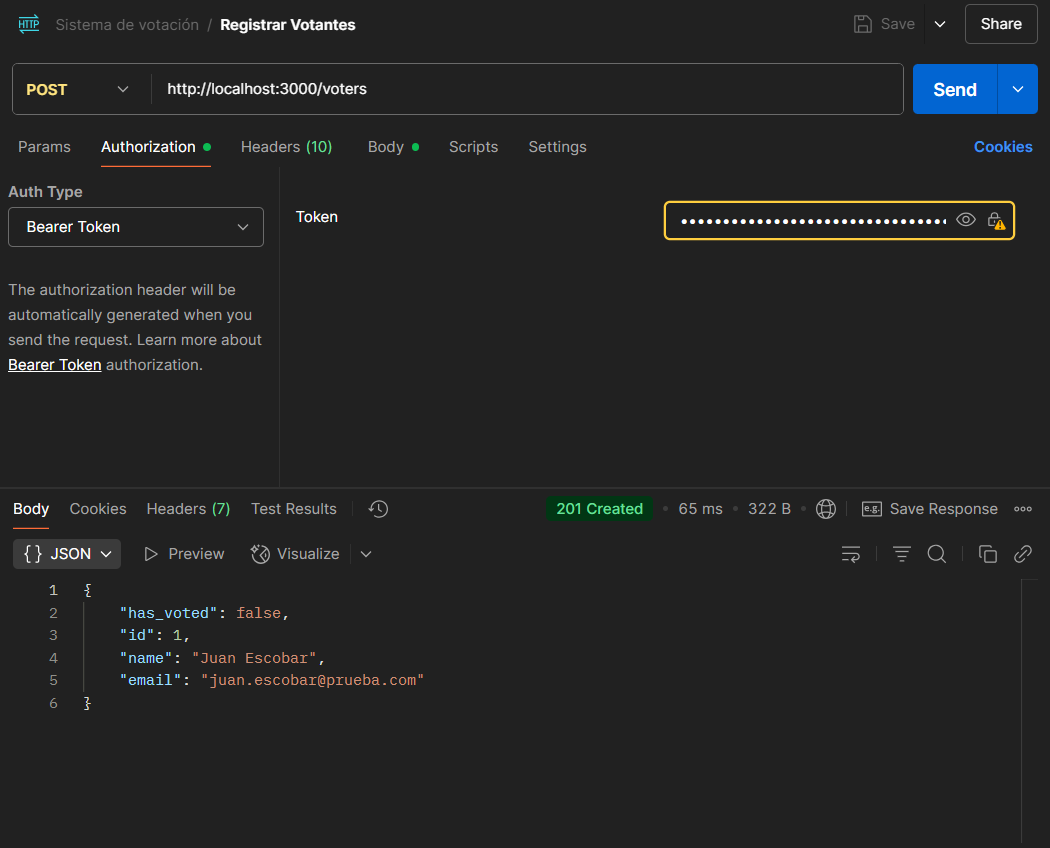 HTTP Sistema de votación / Registrar Votantes Save Share
POST http://localhost:3000/voters Send
Params Authorization Headers (10) Body Scripts Settings Cookies
Auth Type
Bearer Token
Token ••••••••••••••••••••••••••••••••
The authorization header will be
automatically generated when you
send the request. Learn more about
Bearer Token authorization.
Body Cookies Headers (7) Test Results 201 Created • 65 ms • 322 B • e.g. Save Response
{} JSON Preview Visualize
1 {
2 "has_voted": false,
3 "id": 1,
4 "name": "Juan Escobar",
5 "email": "juan.escobar@prueba.com"
6 }